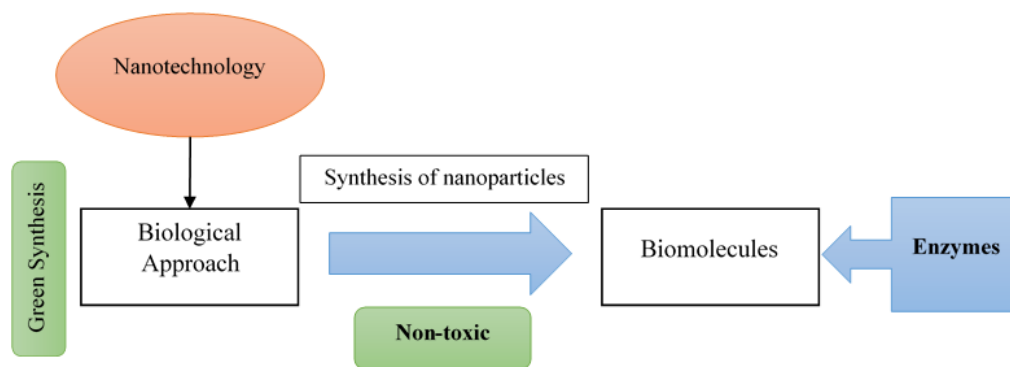 Nanotechnology
Green Synthesis
Synthesis of nanoparticles
Biological
Approach
Biomolecules
Enzymes
Non-toxic